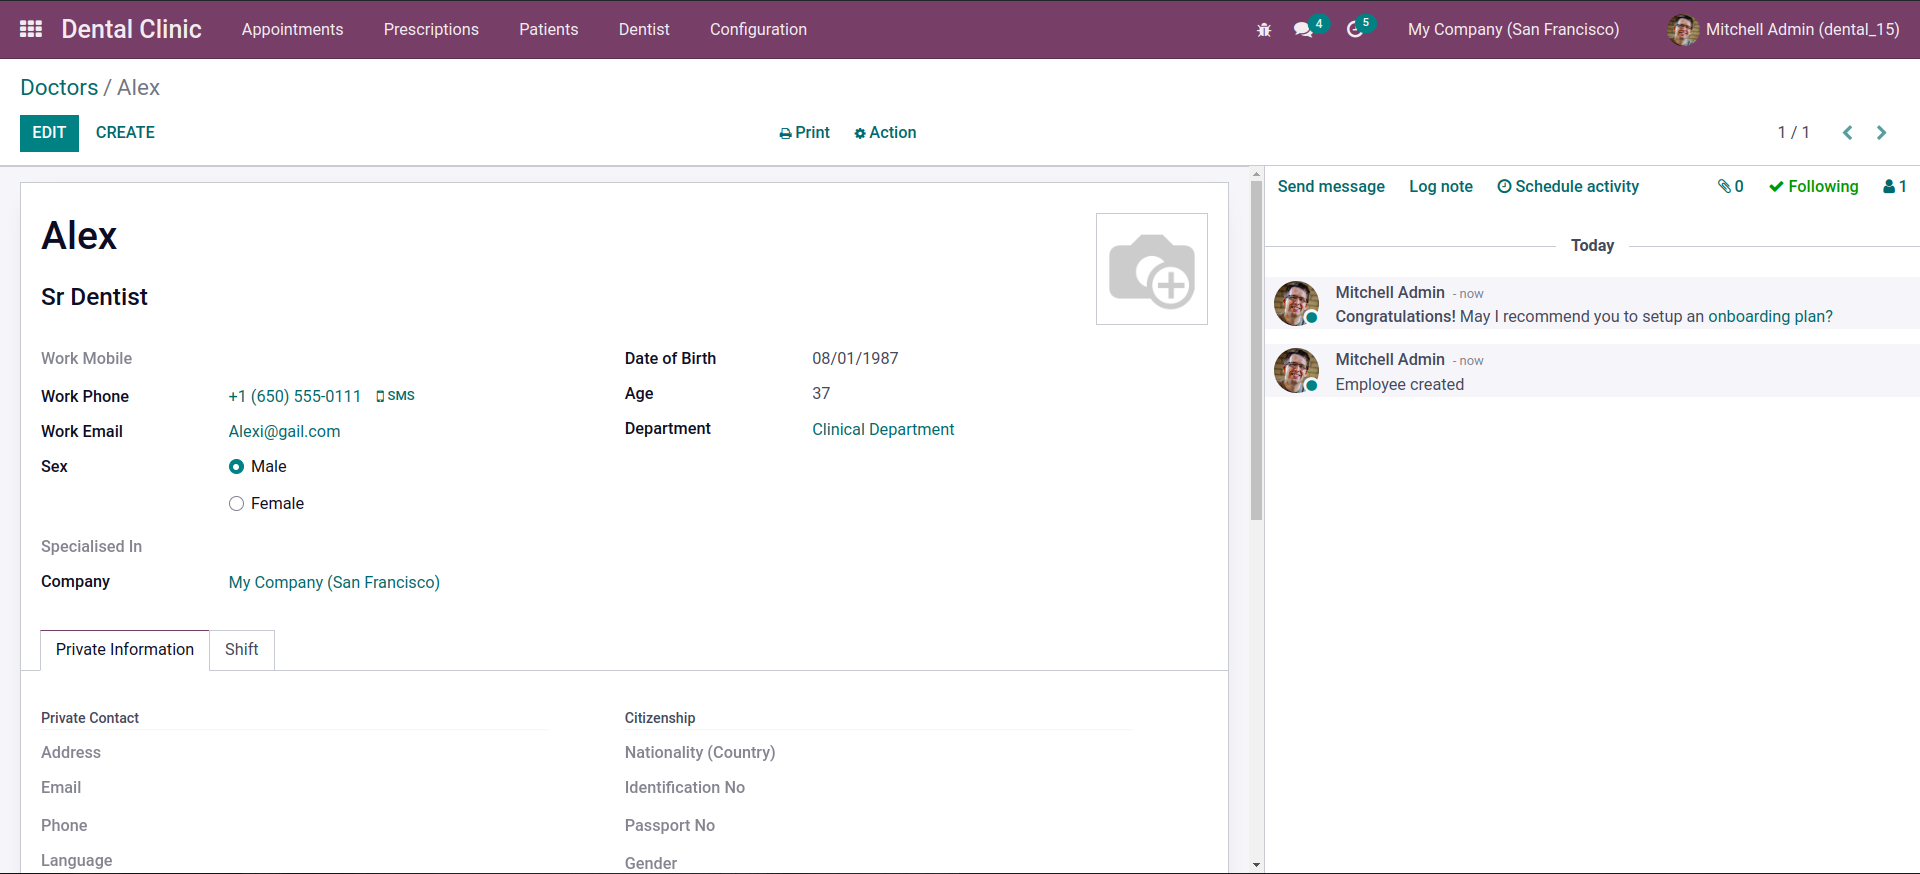 Dental Clinic Appointments Prescriptions Patients Dentist Configuration 4 5 My Company (San Francisco) Mitchell Admin (dental_15)
Doctors / Alex
EDIT CREATE Print Action 1 / 1
Send message Log note Schedule activity 0 Following 1
Alex
Sr Dentist
Work Mobile
Work Phone +1 (650) 555-0111 SMS
Work Email Alexi@gail.com
Sex Male
Female
Specialised In
Company My Company (San Francisco)
Date of Birth 08/01/1987
Age 37
Department Clinical Department
Private Information Shift
Private Contact
Address
Email
Phone
Language
Citizenship
Nationality (Country)
Identification No
Passport No
Gender
Today
Mitchell Admin - now
Congratulations! May I recommend you to setup an onboarding plan?
Mitchell Admin - now
Employee created